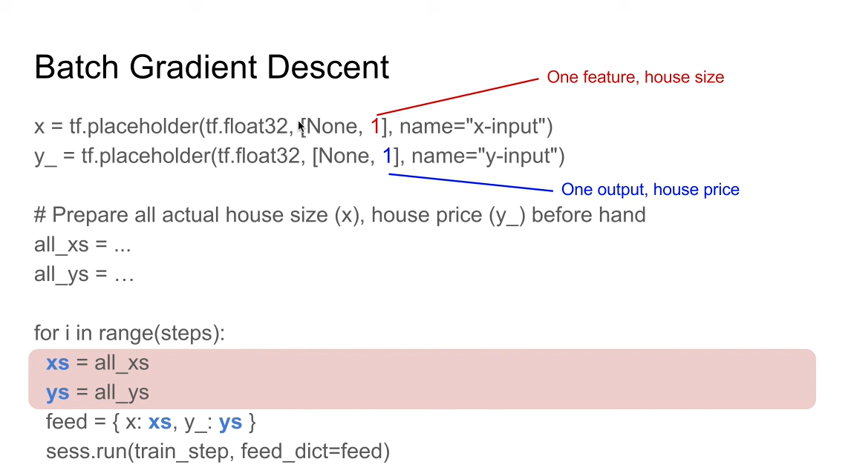 Batch Gradient Descent
One feature, house size
x = tf.placeholder(tf.float32, [None, 1], name="x-input")
y_ = tf.placeholder(tf.float32, [None, 1], name="y-input")
One output, house price
# Prepare all actual house size (x), house price (y_) before hand
all_xs = ...
all_ys = …
for i in range(steps):
xs = all_xs
ys = all_ys
feed = { x: xs, y_: ys }
sess.run(train_step, feed_dict=feed)